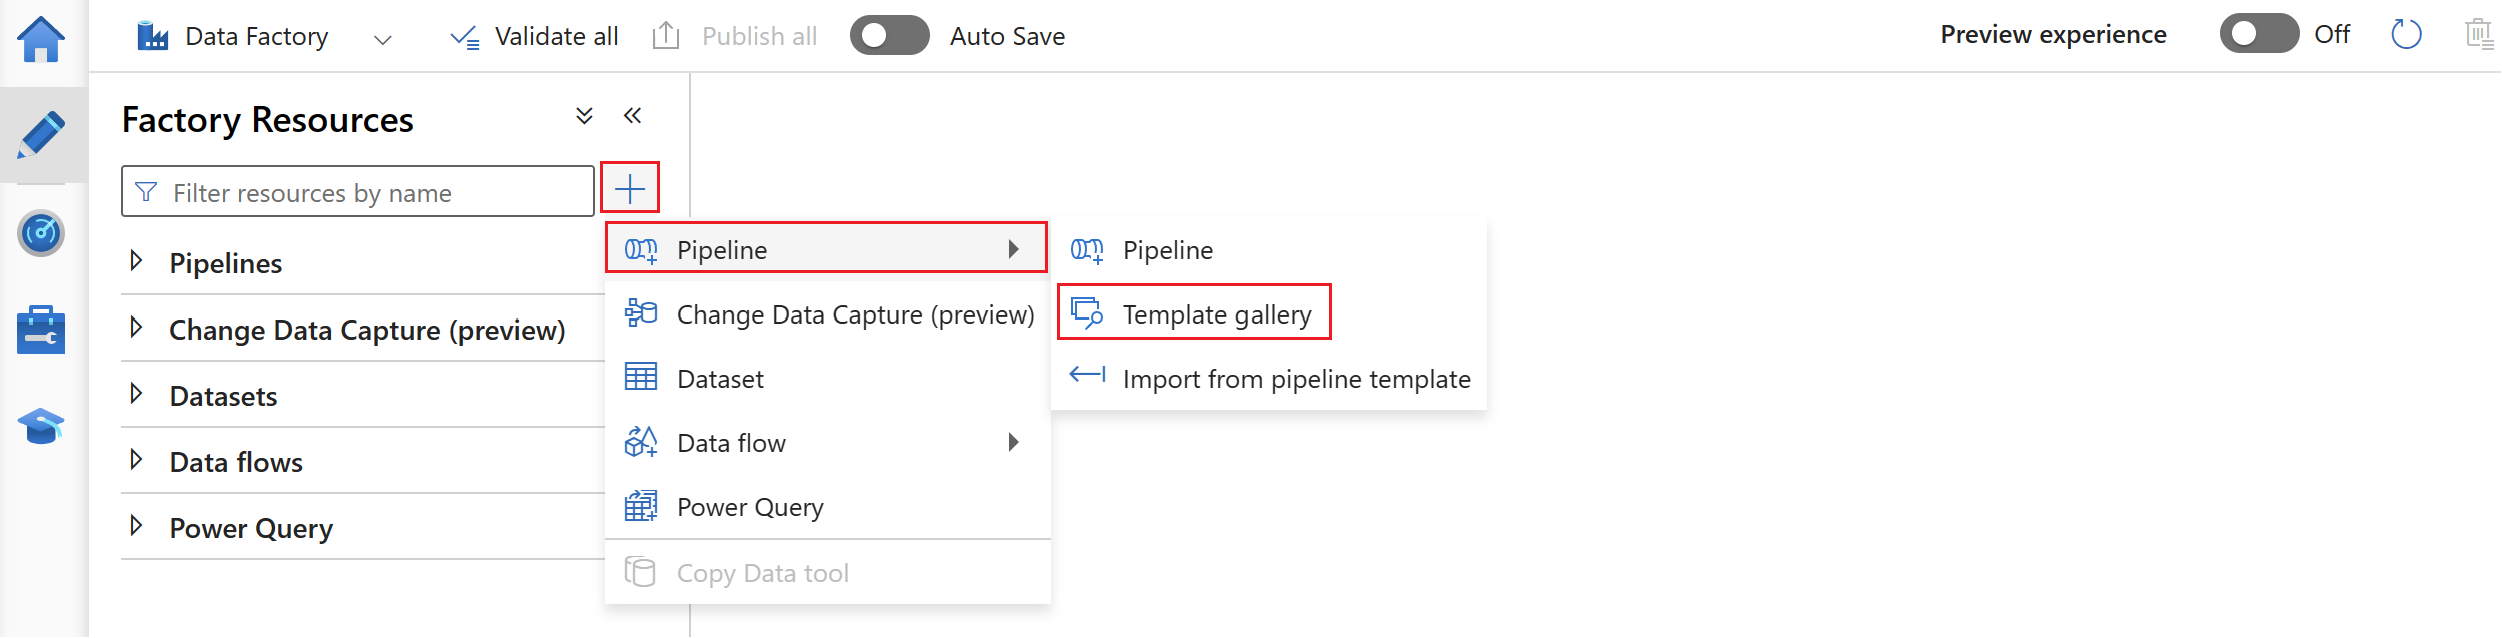 Data Factory
Validate all
Publish all
Auto Save
Preview experience
Off
Factory Resources
Filter resources by name
Pipelines
Change Data Capture (preview)
Datasets
Data flows
Power Query
Pipeline
Change Data Capture (preview)
Dataset
Data flow
Power Query
Copy Data tool
Pipeline
Template gallery
Import from pipeline template